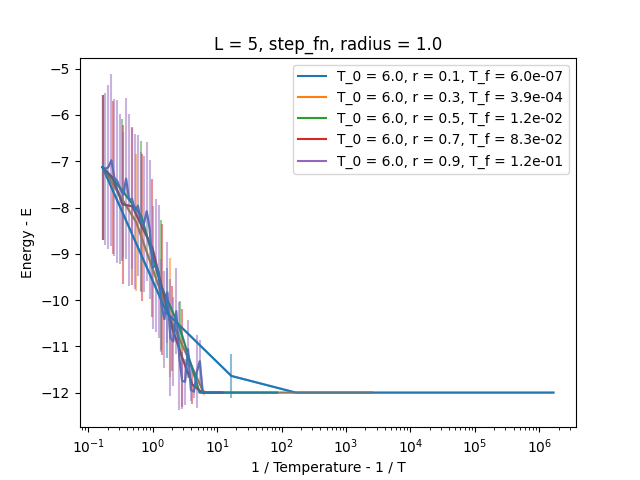 L = 5, step_fn, radius = 1.0
Energy - E
−5
−6
−7
−8
−9
−10
−11
−12
T_0 = 6.0, r = 0.1, T_f = 6.0e-07
T_0 = 6.0, r = 0.3, T_f = 3.9e-04
T_0 = 6.0, r = 0.5, T_f = 1.2e-02
T_0 = 6.0, r = 0.7, T_f = 8.3e-02
T_0 = 6.0, r = 0.9, T_f = 1.2e-01
10⁻¹ 10⁰ 10¹ 10² 10³ 10⁴ 10⁵ 10⁶
1 / Temperature - 1 / T